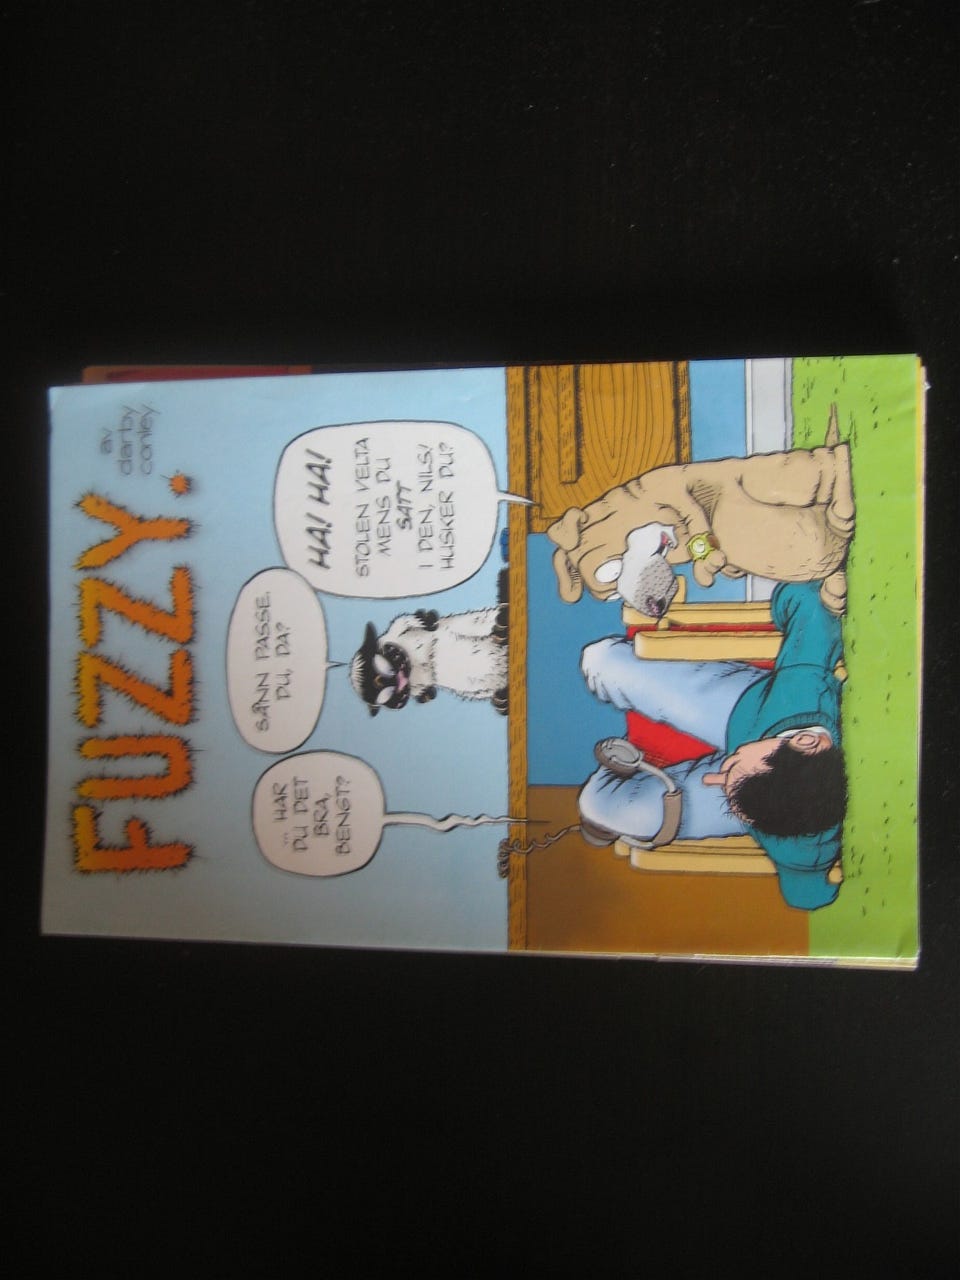 FUZZY.
av
darby
conley
... HAR
DU DET
BRA,
BENGT?
SÅNN PASSE.
DU, DA?
HA! HA!
STOLEN VELTA
MENS DU
SATT
I DEN, NILS!
HUSKER DU?